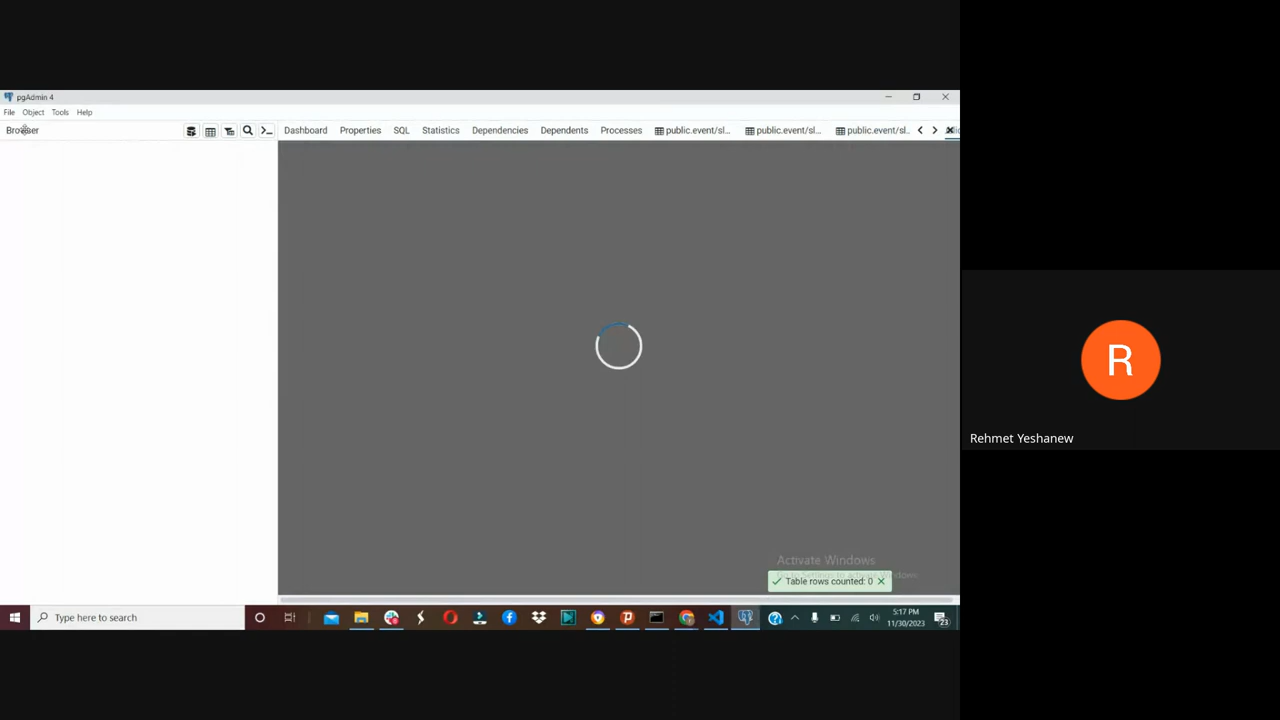 pgAdmin 4
File Object Tools Help
Browser
Dashboard Properties SQL Statistics Dependencies Dependents Processes public.event/sl... public.event/sl... public.event/sl..
R
Rehmet Yeshanew
Activate Windows
Table rows counted: 0
Type here to search
5:17 PM
11/30/2023
23